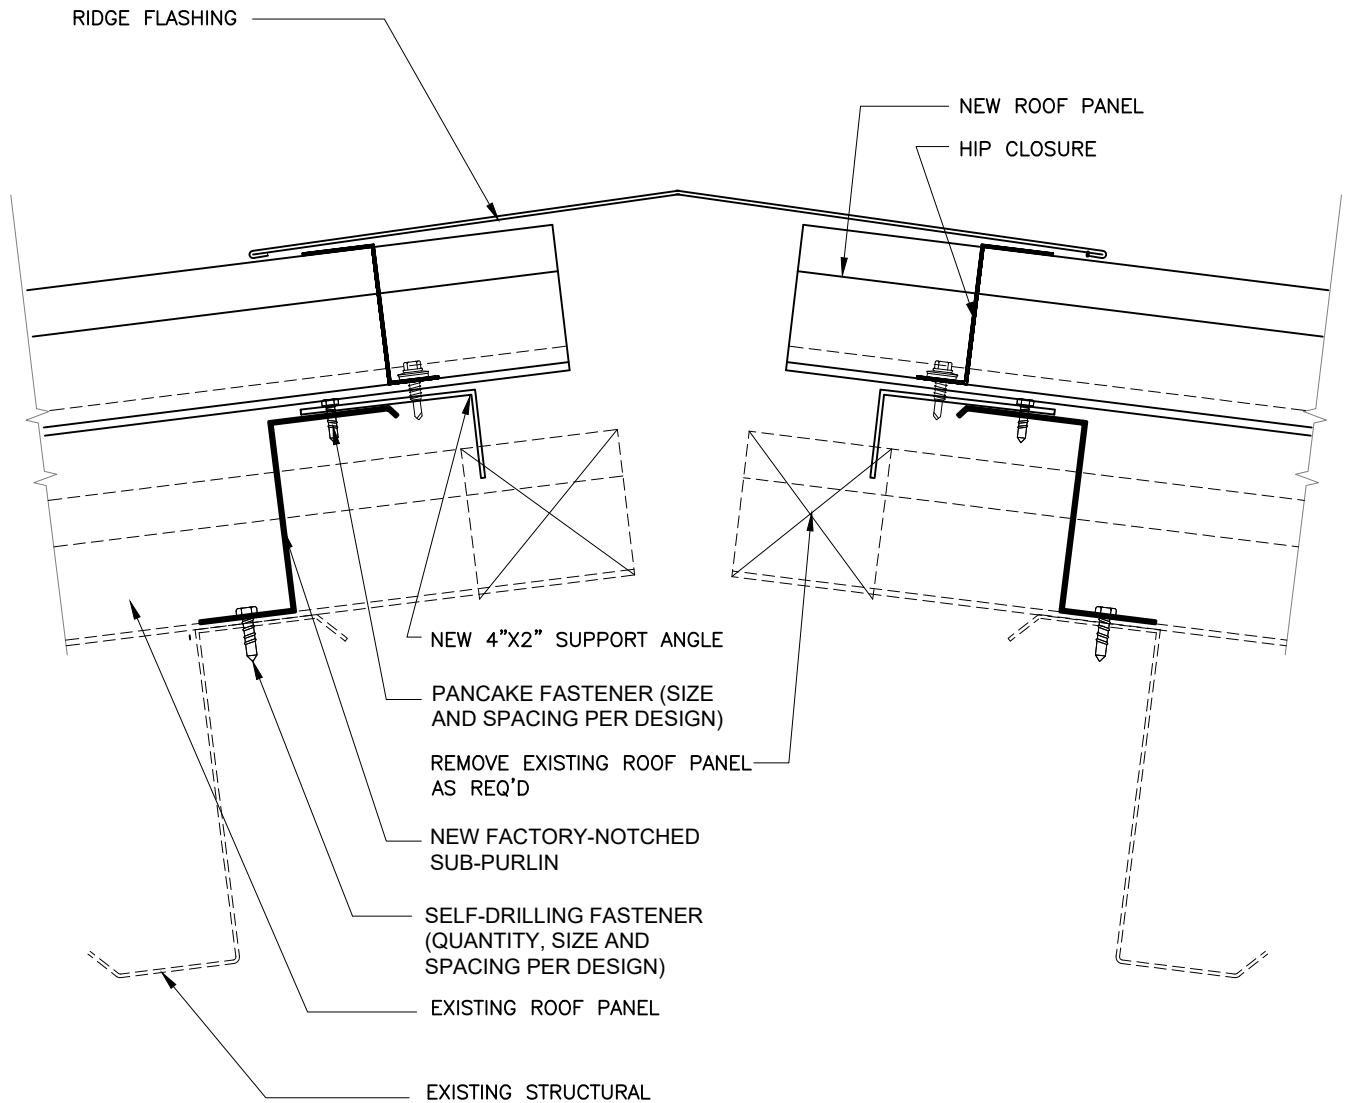 RIDGE FLASHING
NEW ROOF PANEL
HIP CLOSURE
NEW 4”X2” SUPPORT ANGLE
PANCAKE FASTENER (SIZE
AND SPACING PER DESIGN)
REMOVE EXISTING ROOF PANEL
AS REQ'D
NEW FACTORY-NOTCHED
SUB-PURLIN
SELF-DRILLING FASTENER
(QUANTITY, SIZE AND
SPACING PER DESIGN)
EXISTING ROOF PANEL
EXISTING STRUCTURAL